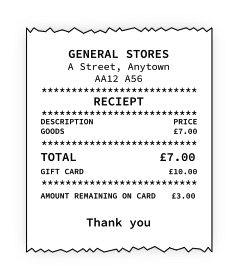 GENERAL STORES
A Street, Anytown
AA12 A56
****************************
RECIEPT
****************************
DESCRIPTION PRICE
GOODS £7.00
****************************
TOTAL £7.00
GIFT CARD £10.00
****************************
AMOUNT REMAINING ON CARD £3.00
Thank you